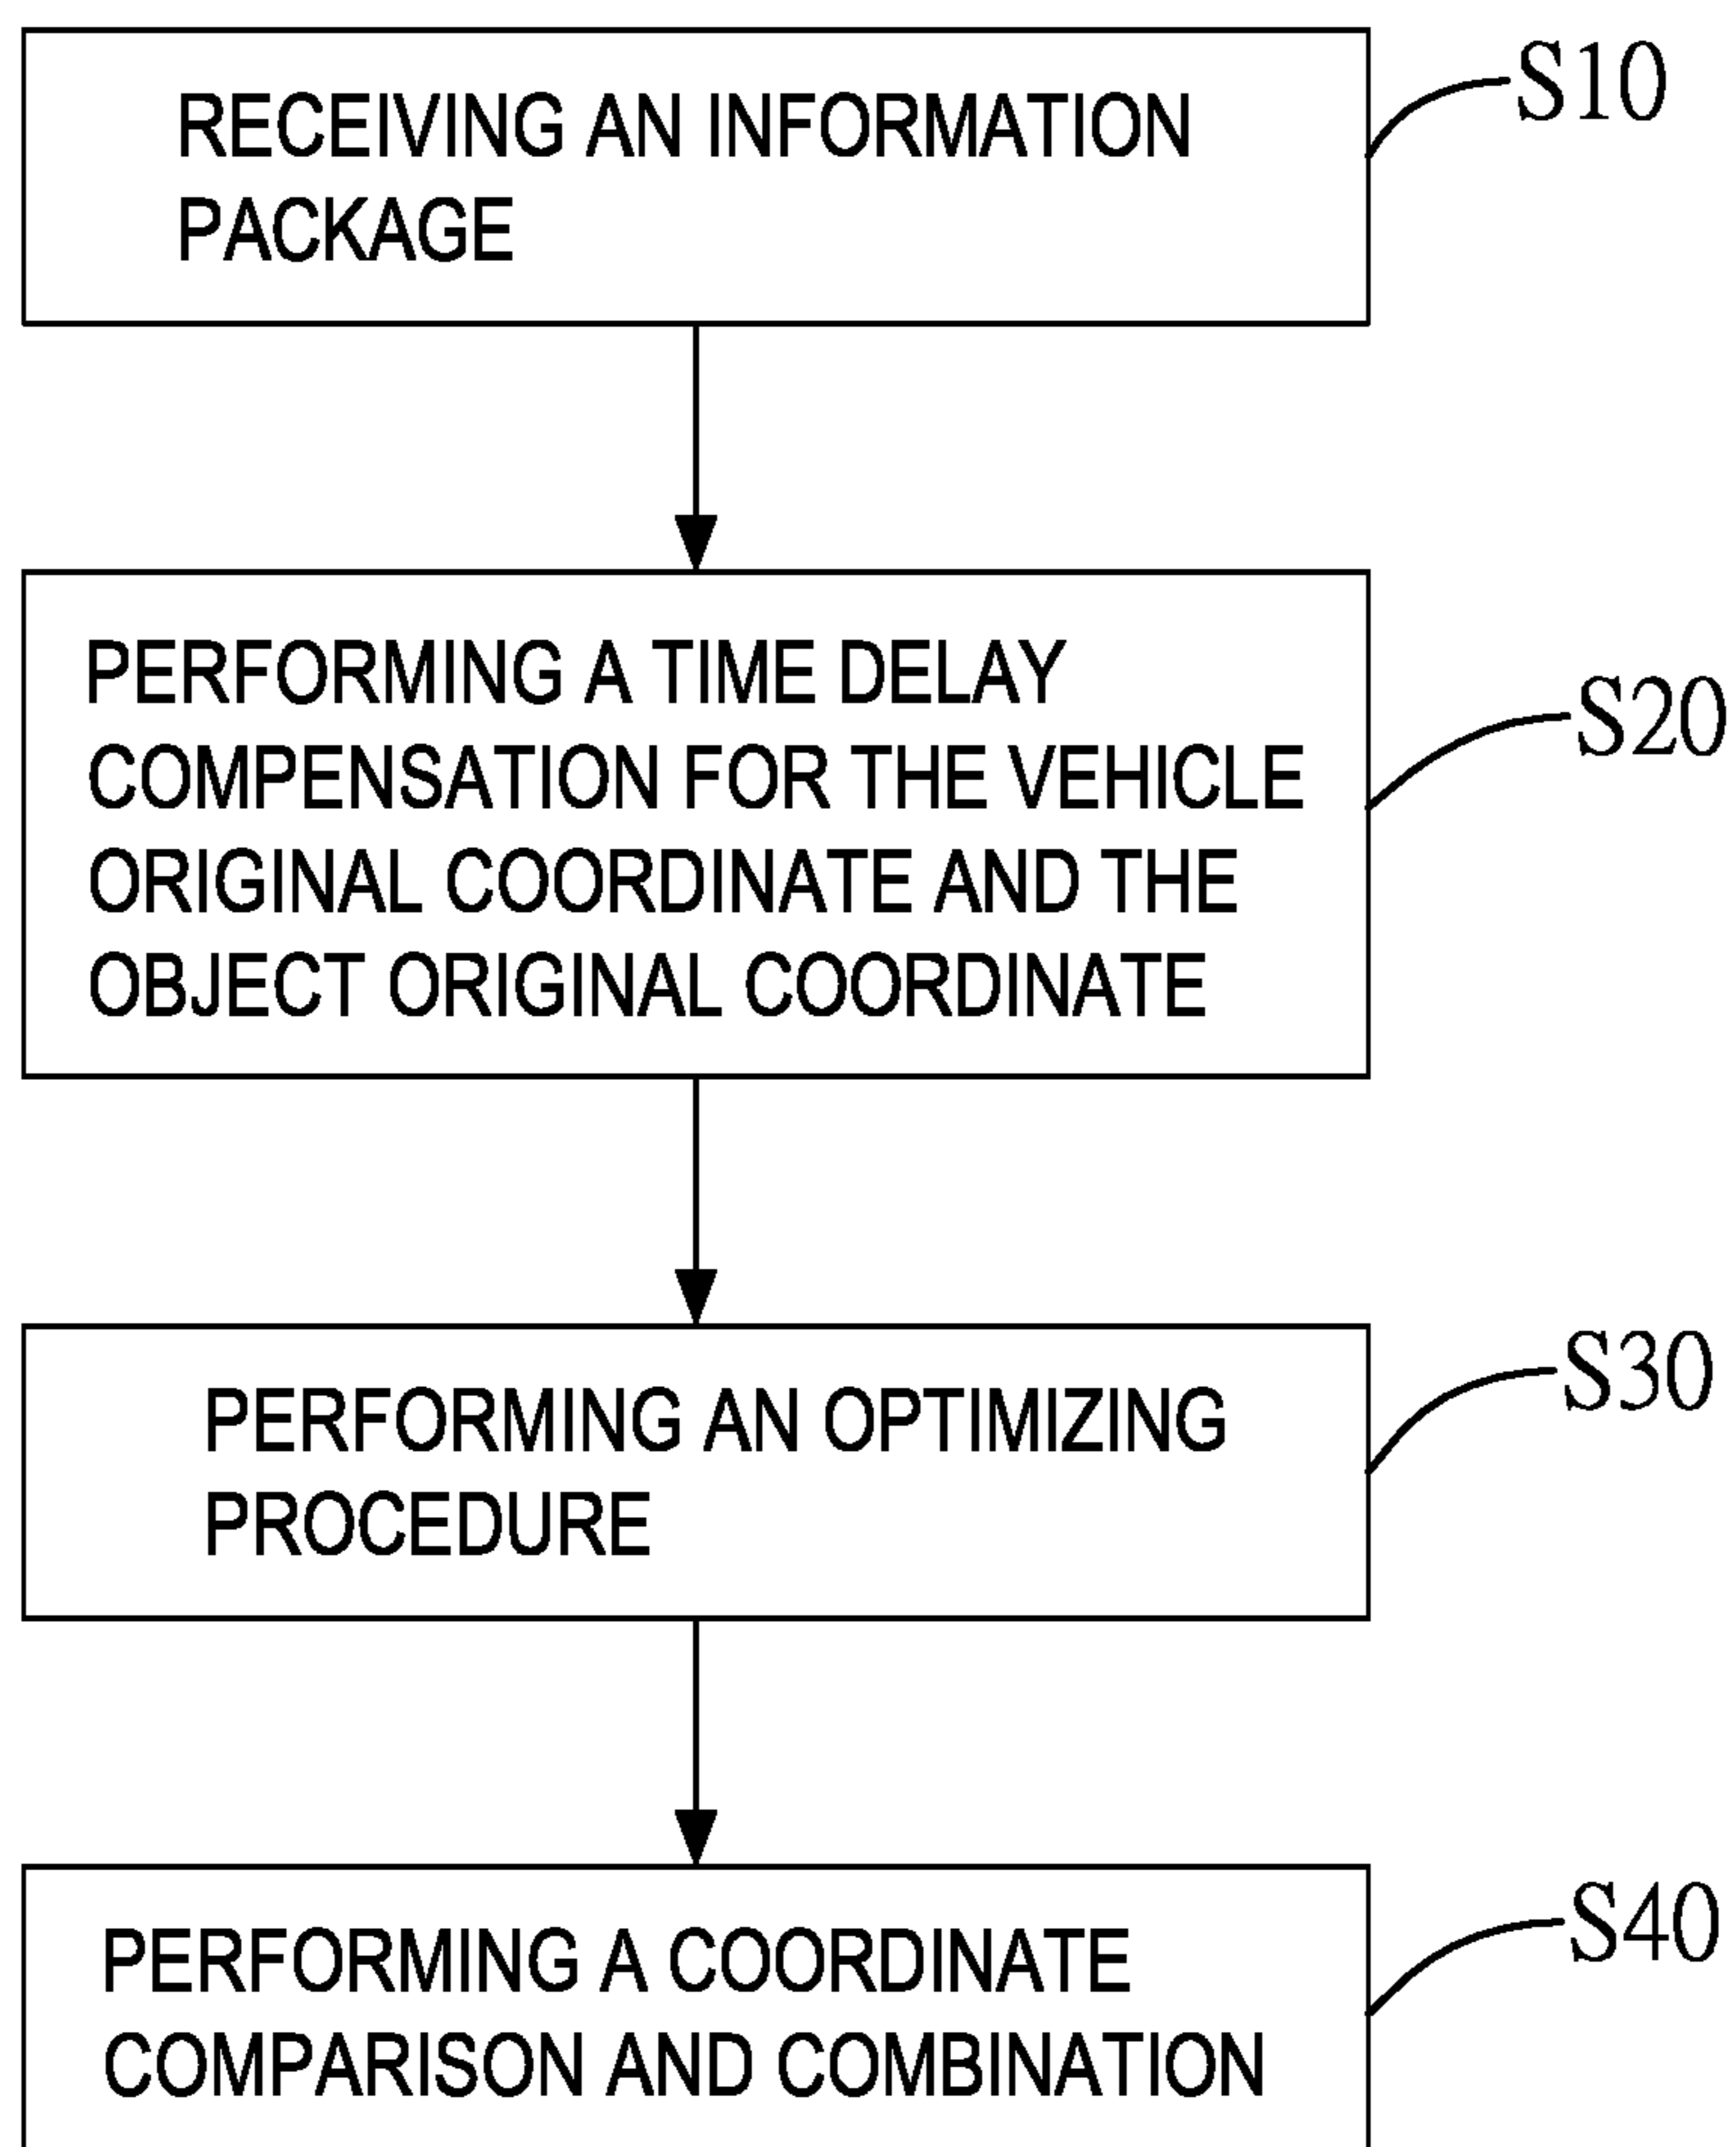 RECEIVING AN INFORMATION
PACKAGE
S10
PERFORMING A TIME DELAY
COMPENSATION FOR THE VEHICLE
ORIGINAL COORDINATE AND THE
OBJECT ORIGINAL COORDINATE
S20
PERFORMING AN OPTIMIZING
PROCEDURE
S30
PERFORMING A COORDINATE
COMPARISON AND COMBINATION
S40